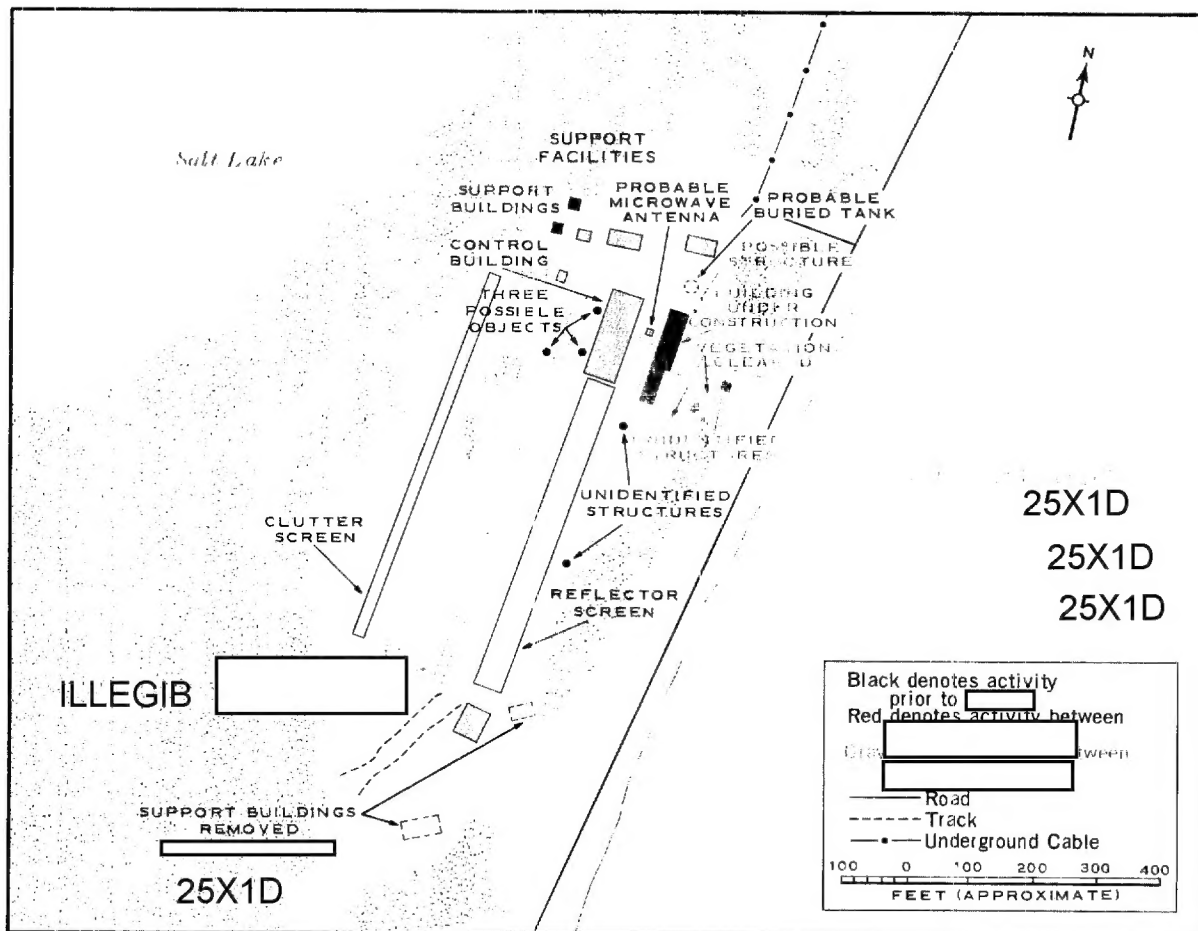 N
Salt Lake
SUPPORT
FACILITIES
SUPPORT
BUILDINGS
PROBABLE
MICROWAVE
ANTENNA
PROBABLE
BURIED TANK
CONTROL
BUILDING
POSSIBLE
STRUCTURE
THREE
POSSIBLE
OBJECTS
BUILDING
UNDER
CONSTRUCTION
VEGETATION
CLEARED
UNIDENTIFIED
STRUCTURES
UNIDENTIFIED
STRUCTURES
CLUTTER
SCREEN
REFLECTOR
SCREEN
25X1D
25X1D
25X1D
ILLEGIB
SUPPORT BUILDINGS
REMOVED
25X1D
Black denotes activity
prior to
Red denotes activity between
Road
Track
Underground Cable
100 0 100 200 300 400
FEET (APPROXIMATE)